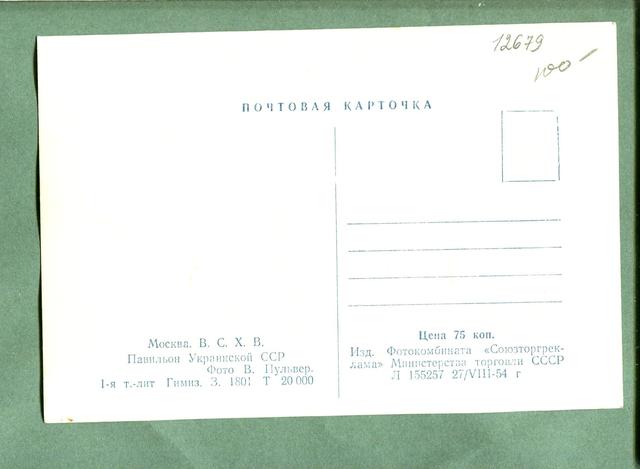 12679
100-
ПОЧТОВАЯ КАРТОЧКА
Москва. В. С. Х. В.
Павильон Украинской ССР
Фото В. Пульвер.
1-я т.-лит Гимиз. З. 1801 Т 20 000
Цена 75 коп.
Изд. Фотокомбината «Союзторгрек-
лама» Министерства торговли СССР
Л 155257 27/VIII-54 г